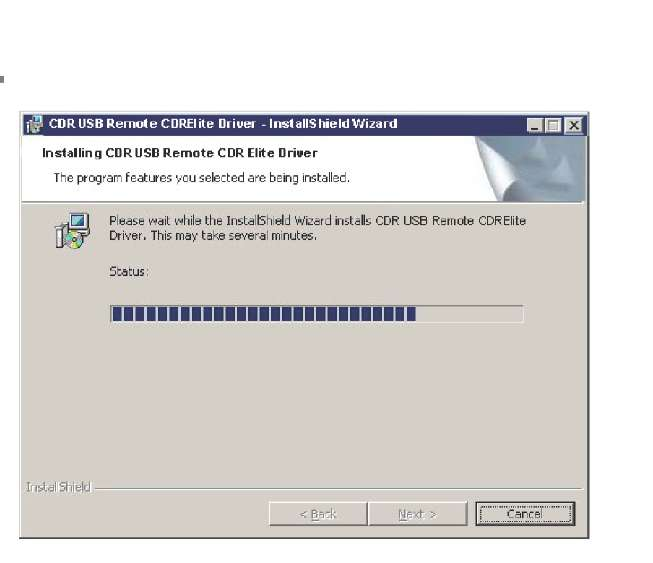 CDR USB Remote CDRElite Driver - InstallShield Wizard
Installing CDR USB Remote CDR Elite Driver
The program features you selected are being installed.
Please wait while the InstallShield Wizard installs CDR USB Remote CDRElite
Driver. This may take several minutes.
Status:
InstallShield
< Back Next > Cancel